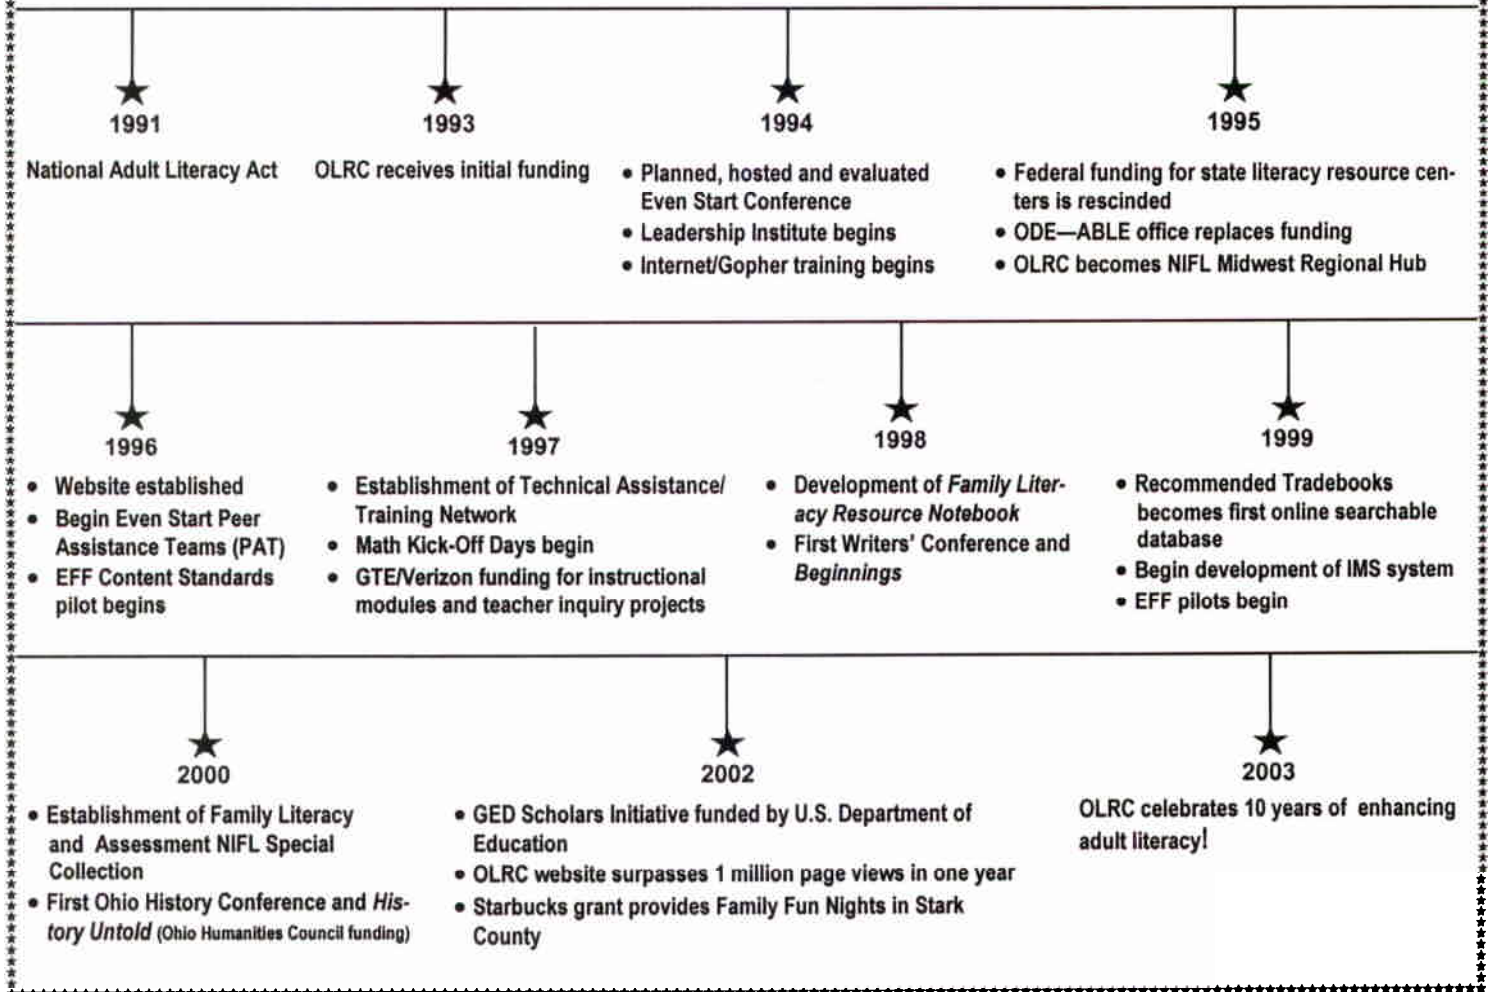 1991
National Adult Literacy Act
1993
OLRC receives initial funding
1994
• Planned, hosted and evaluated
Even Start Conference
• Leadership Institute begins
• Internet/Gopher training begins
1995
• Federal funding for state literacy resource cen-
ters is rescinded
• ODE—ABLE office replaces funding
• OLRC becomes NIFL Midwest Regional Hub
1996
• Website established
• Begin Even Start Peer
Assistance Teams (PAT)
• EFF Content Standards
pilot begins
1997
• Establishment of Technical Assistance/
Training Network
• Math Kick-Off Days begin
• GTE/Verizon funding for instructional
modules and teacher inquiry projects
1998
• Development of Family Liter-
acy Resource Notebook
• First Writers' Conference and
Beginnings
1999
• Recommended Tradebooks
becomes first online searchable
database
• Begin development of IMS system
• EFF pilots begin
2000
• Establishment of Family Literacy
and Assessment NIFL Special
Collection
• First Ohio History Conference and His-
tory Untold (Ohio Humanities Council funding)
2002
• GED Scholars Initiative funded by U.S. Department of
Education
• OLRC website surpasses 1 million page views in one year
• Starbucks grant provides Family Fun Nights in Stark
County
2003
OLRC celebrates 10 years of enhancing
adult literacy!